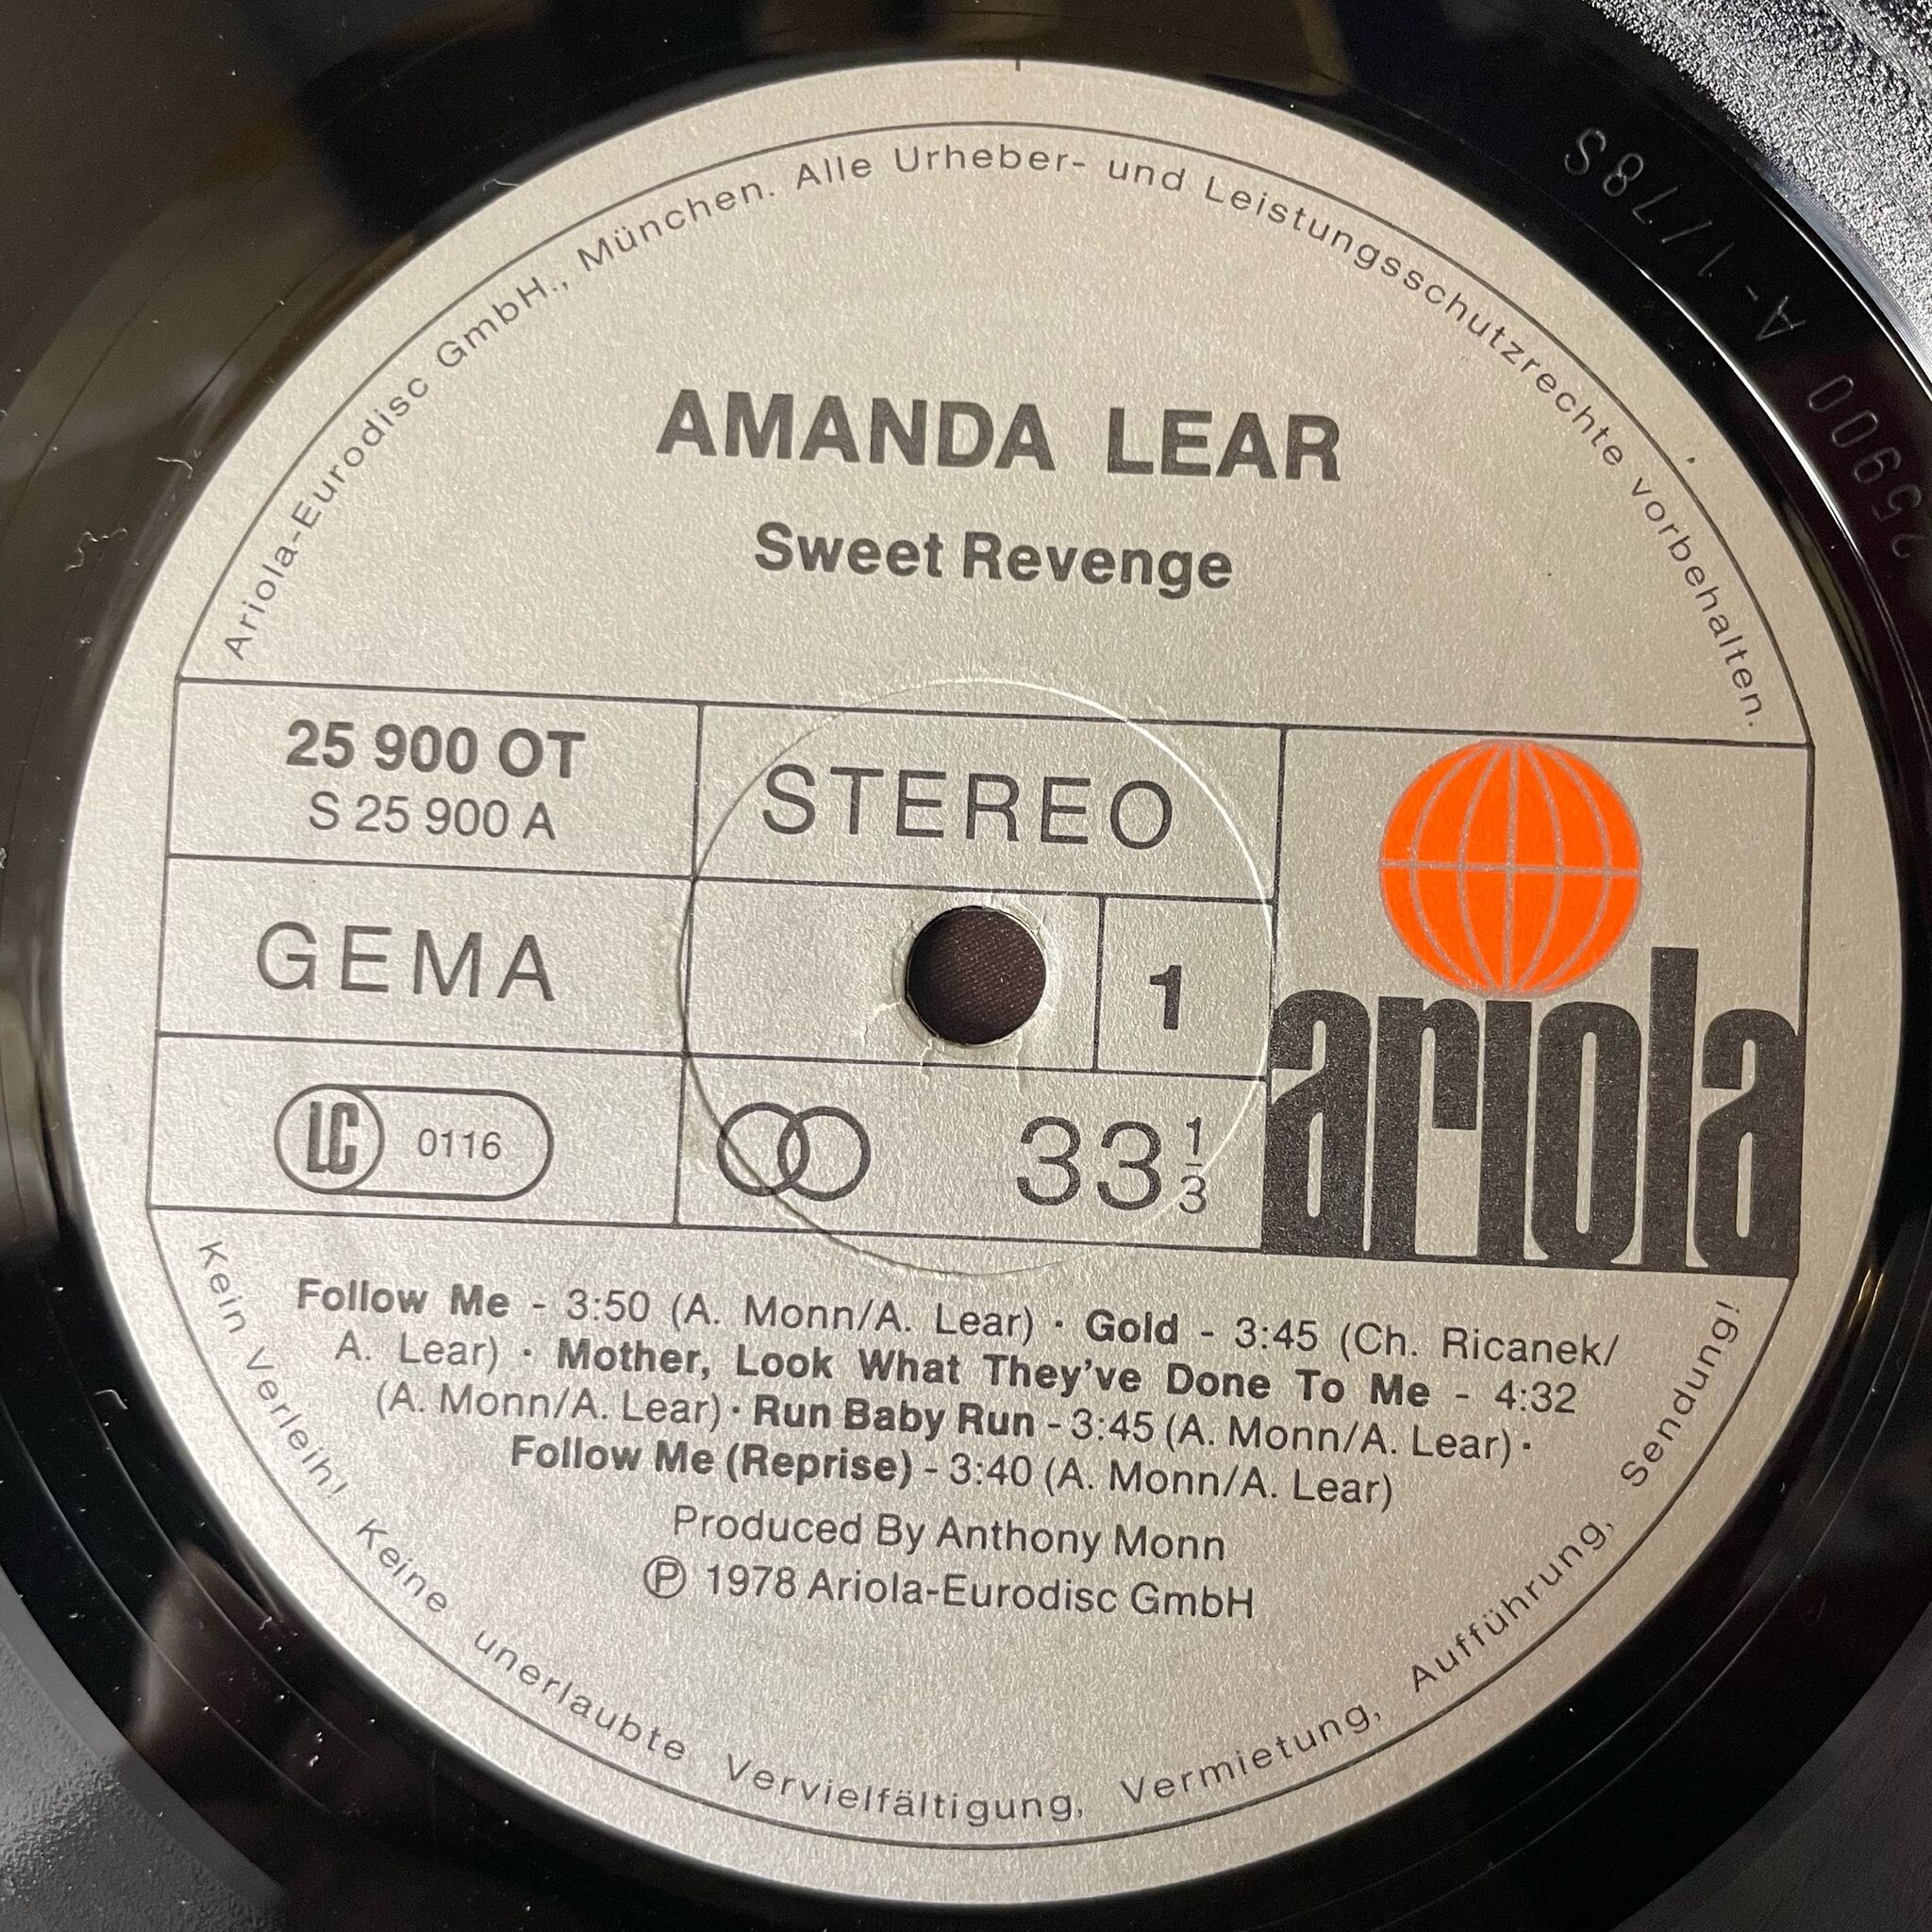 Ariola-Eurodisc GmbH., München. Alle Urheber- und Leistungsschutzrechte vorbehalten.
AMANDA LEAR
Sweet Revenge
25 900 OT
S 25 900 A
STEREO
GEMA
1
LC 0116
33 1/3
ariola
Follow Me - 3:50 (A. Monn/A. Lear) · Gold - 3:45 (Ch. Ricanek/
A. Lear) · Mother, Look What They've Done To Me - 4:32
(A. Monn/A. Lear) · Run Baby Run - 3:45 (A. Monn/A. Lear) ·
Follow Me (Reprise) - 3:40 (A. Monn/A. Lear)
Produced By Anthony Monn
℗ 1978 Ariola-Eurodisc GmbH
Kein Verleih! Keine unerlaubte Vervielfältigung, Vermietung, Aufführung, Sendung!
25900 A - 1/78S